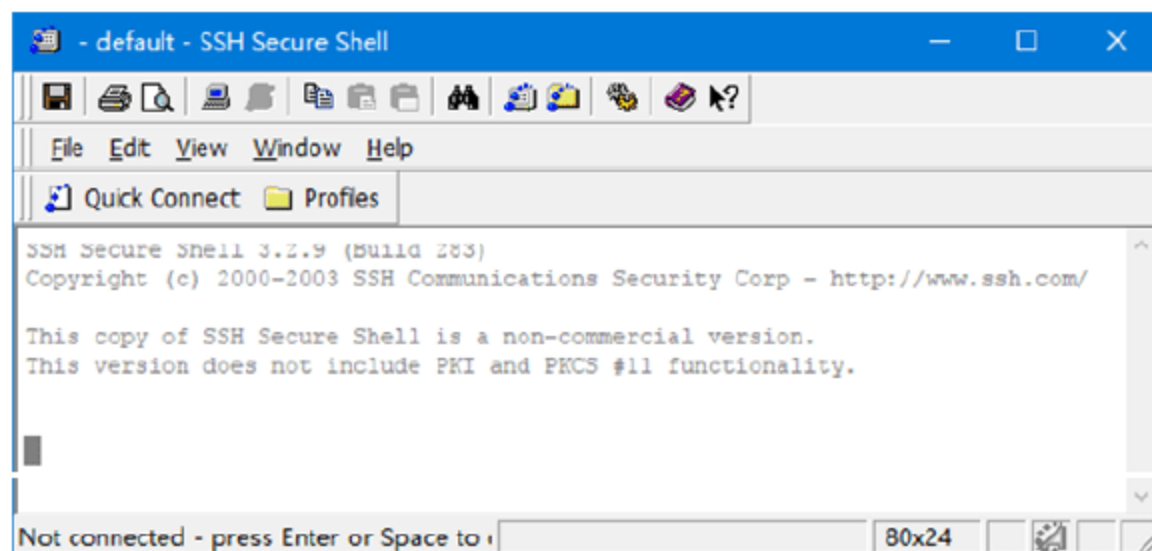 - default - SSH Secure Shell
File Edit View Window Help
Quick Connect Profiles
SSH Secure Shell 3.2.9 (Build 283)
Copyright (c) 2000-2003 SSH Communications Security Corp - http://www.ssh.com/
This copy of SSH Secure Shell is a non-commercial version.
This version does not include PKI and PKCS #11 functionality.
Not connected - press Enter or Space to 80x24